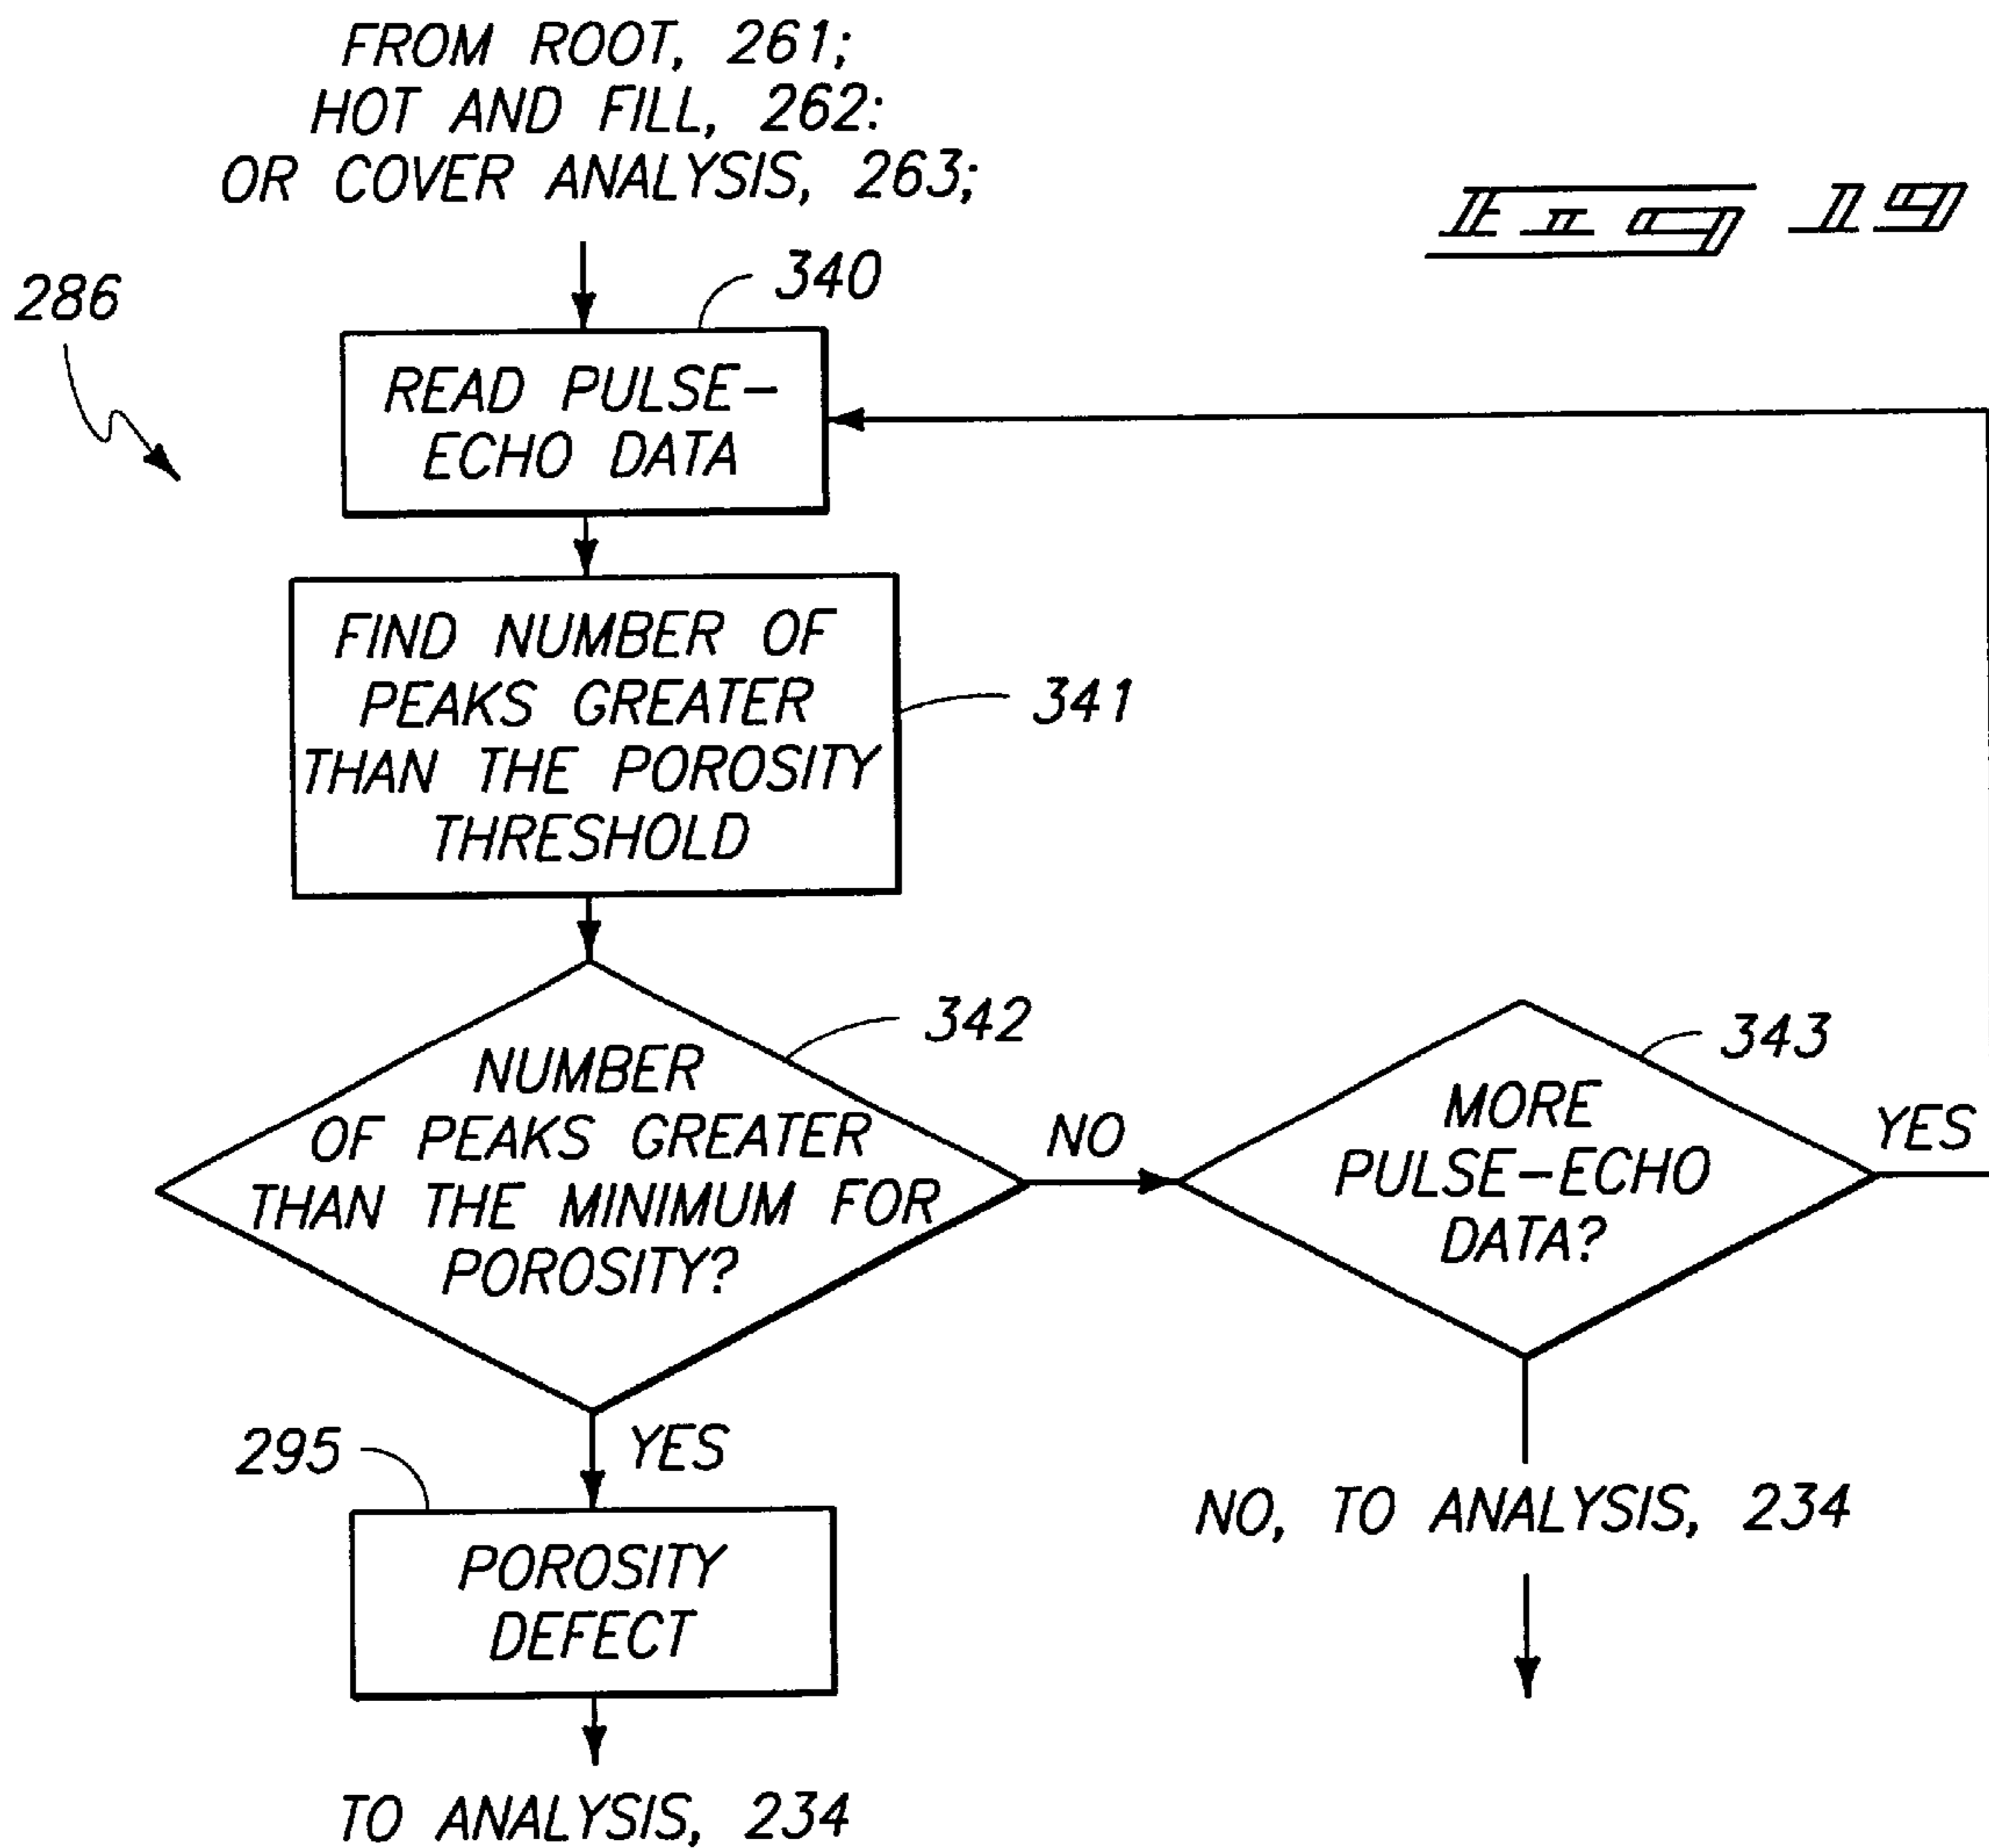 FROM ROOT, 261;
HOT AND FILL, 262:
OR COVER ANALYSIS, 263;
Fig 19
286
340
READ PULSE-
ECHO DATA
FIND NUMBER OF
PEAKS GREATER
THAN THE POROSITY
THRESHOLD
341
342
NUMBER
OF PEAKS GREATER
THAN THE MINIMUM FOR
POROSITY?
NO
343
MORE
PULSE-ECHO
DATA?
YES
YES
295
POROSITY
DEFECT
NO, TO ANALYSIS, 234
TO ANALYSIS, 234